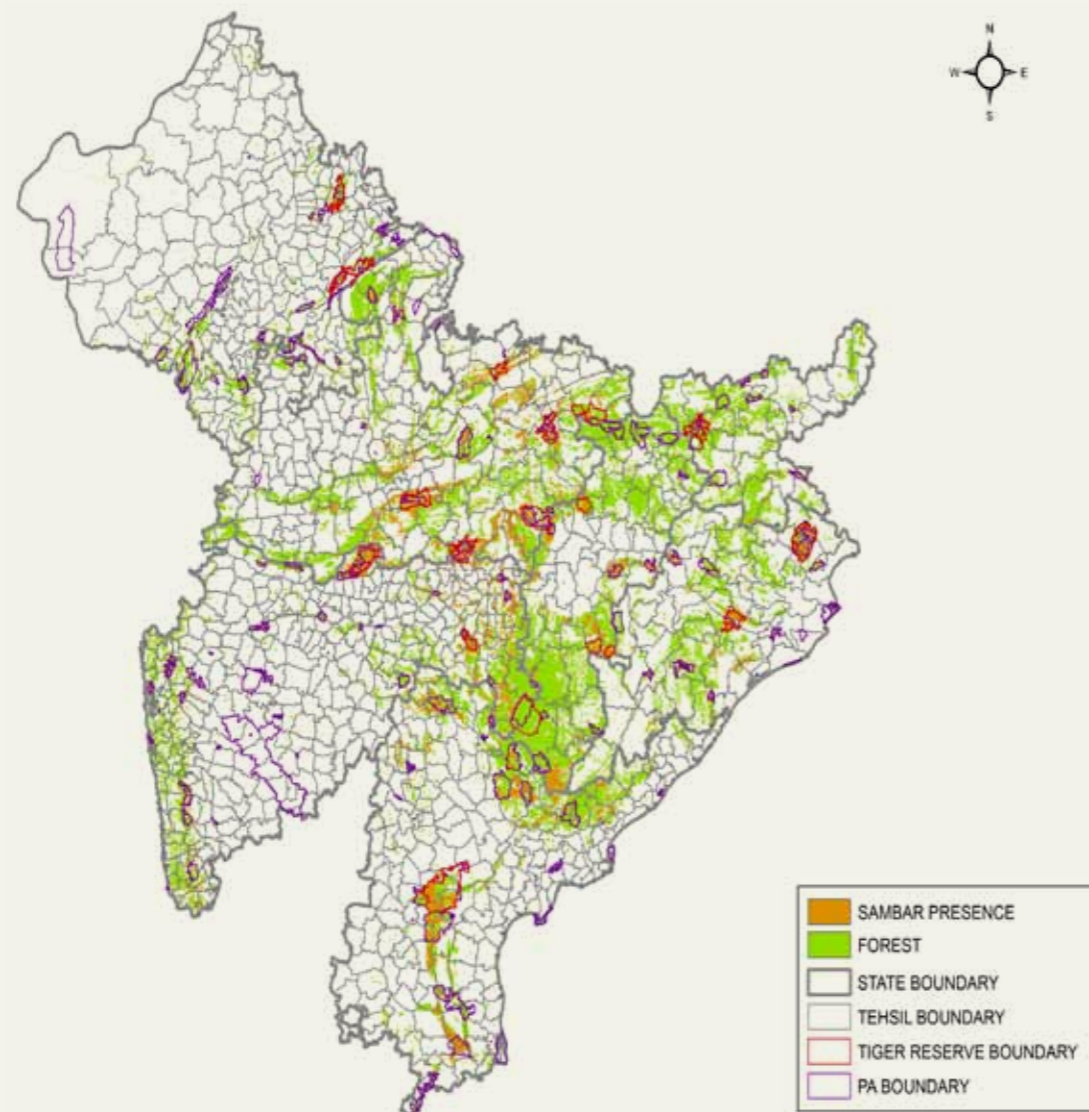 N
W E
S
SAMBAR PRESENCE
FOREST
STATE BOUNDARY
TEHSIL BOUNDARY
TIGER RESERVE BOUNDARY
PA BOUNDARY